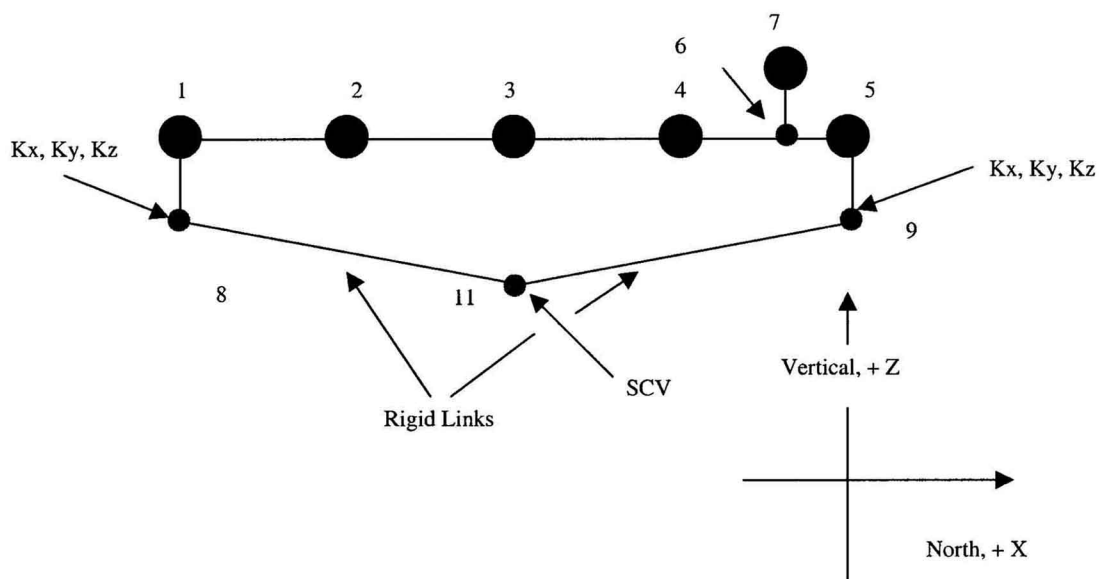 7
6
1
2
3
4
5
Kx, Ky, Kz
Kx, Ky, Kz
9
8
11
SCV
Vertical, + Z
Rigid Links
North, + X